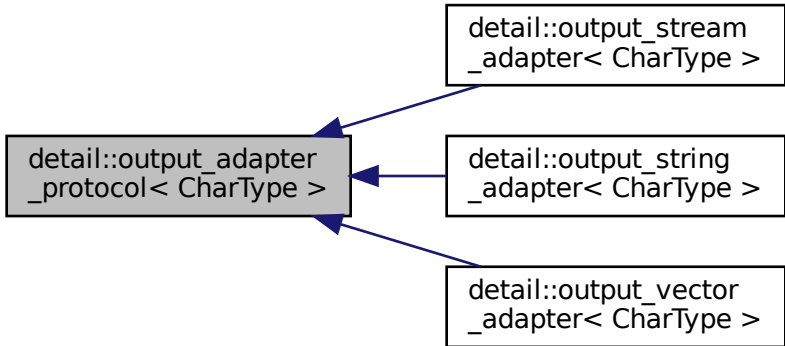 detail::output_stream
_adapter< CharType >
detail::output_adapter
_protocol< CharType >
detail::output_string
_adapter< CharType >
detail::output_vector
_adapter< CharType >